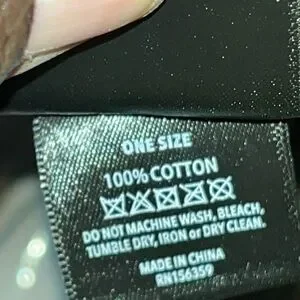 ONE SIZE
100% COTTON
DO NOT MACHINE WASH, BLEACH,
TUMBLE DRY, IRON or DRY CLEAN.
MADE IN CHINA
RN156359